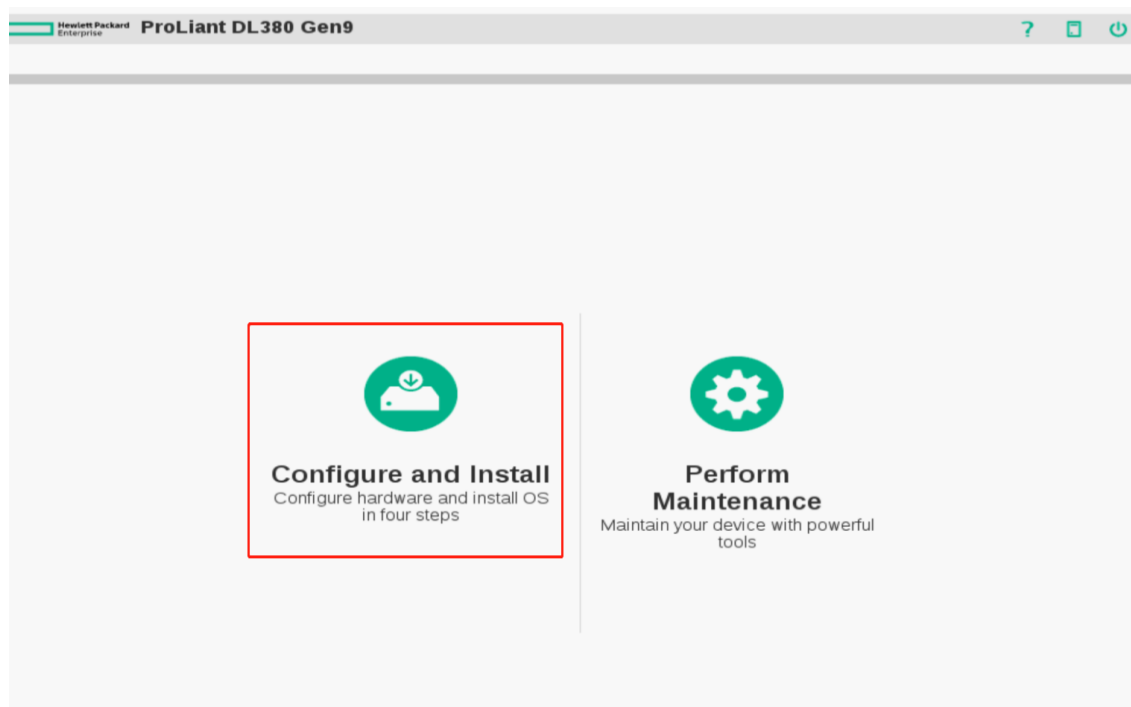 Hewlett Packard
Enterprise
ProLiant DL380 Gen9
?
Configure and Install
Configure hardware and install OS
in four steps
Perform
Maintenance
Maintain your device with powerful
tools